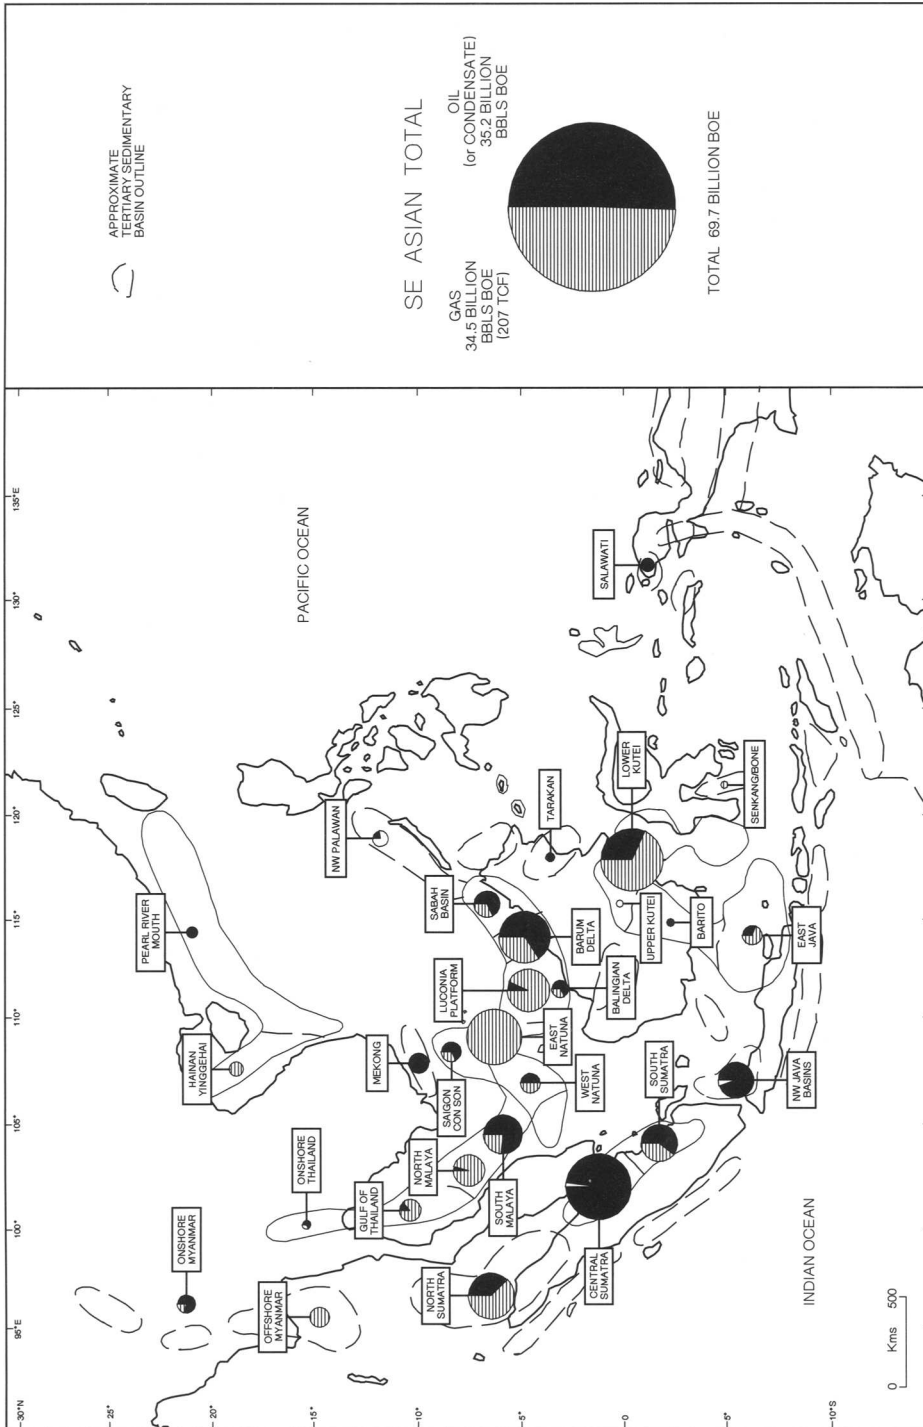 APPROXIMATE
TERTIARY SEDIMENTARY
BASIN OUTLINE
SE ASIAN TOTAL
GAS
34.5 BILLION
BBLS BOE
(207 TCF)
OIL
(or CONDENSATE)
35.2 BILLION
BBLS BOE
TOTAL 69.7 BILLION BOE
95°E
100°E
105°E
110°E
115°E
120°E
125°E
130°E
135°E
30°N
25°
20°
15°
10°
5°
0
5°
10°S
PACIFIC OCEAN
INDIAN OCEAN
ONSHORE
MYANMAR
OFFSHORE
MYANMAR
ONSHORE
THAILAND
GULF OF
THAILAND
NORTH
MALAYA
SOUTH
MALAYA
NORTH
SUMATRA
CENTRAL
SUMATRA
SOUTH
SUMATRA
NW JAVA
BASINS
HAINAN
YINGGEHAI
PEARL RIVER
MOUTH
MEKONG
SAIGON
CON SON
WEST
NATUNA
EAST
NATUNA
LUCONIA
PLATFORM
BALINGIAN
DELTA
BARUM
DELTA
SABAH
BASIN
NW PALAWAN
TARAKAN
LOWER
KUTEI
UPPER KUTEI
BARITO
EAST
JAVA
SENKANG/BONE
SALAWATI
0 Kms 500